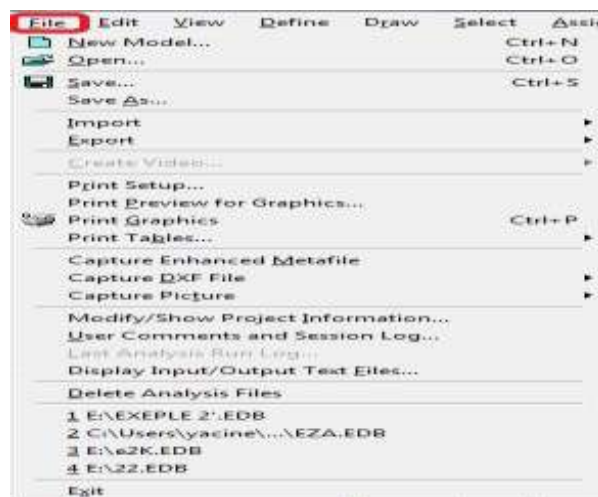 File Edit View Define Draw Select Assi
New Model... Ctrl+N
Open... Ctrl+O
Save... Ctrl+S
Save As...
Import
Export
Create Video...
Print Setup...
Print Preview for Graphics...
Print Graphics Ctrl+P
Print Tables...
Capture Enhanced Metafile
Capture DXF File
Capture Picture
Modify/Show Project Information...
User Comments and Session Log...
Last Analysis Run Log...
Display Input/Output Text Files...
Delete Analysis Files
1 E:\EXEPLE 2'.EDB
2 C:\Users\yacine\...\EZA.EDB
3 E:\e2K.EDB
4 E:\22.EDB
Exit